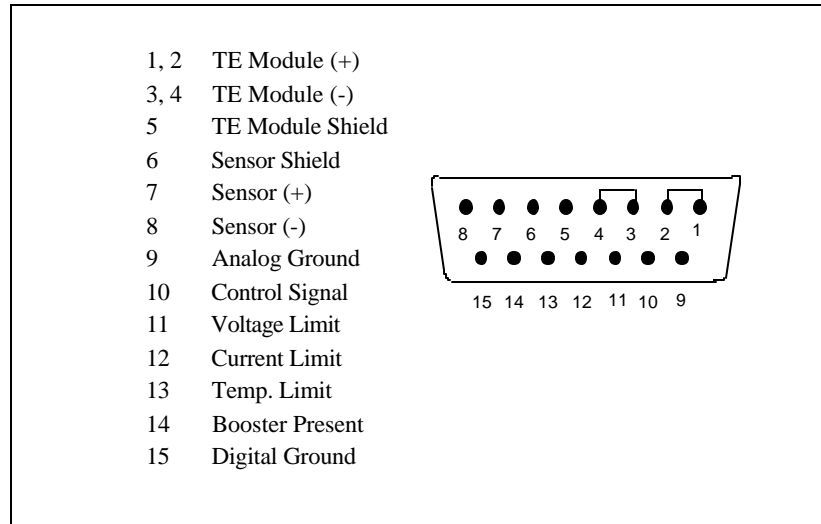 1, 2 TE Module (+)
3, 4 TE Module (-)
5 TE Module Shield
6 Sensor Shield
7 Sensor (+)
8 Sensor (-)
9 Analog Ground
10 Control Signal
11 Voltage Limit
12 Current Limit
13 Temp. Limit
14 Booster Present
15 Digital Ground
8 7 6 5 4 3 2 1
15 14 13 12 11 10 9